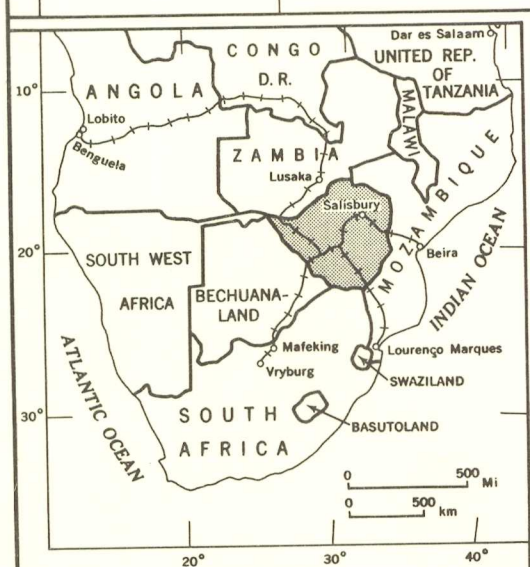 Dar es Salaam
CONGO
D.R.
UNITED REP.
OF
TANZANIA
10°
ANGOLA
MALAWI
Lobito
Benguela
ZAMBIA
Lusaka
MOZAMBIQUE
Salisbury
20°
Beira
SOUTH WEST
AFRICA
BECHUANA-
LAND
INDIAN OCEAN
ATLANTIC OCEAN
Mafeking
Vryburg
Lourenço Marques
SWAZILAND
30°
SOUTH
AFRICA
BASUTOLAND
0 500 Mi
0 500 km
20° 30° 40°